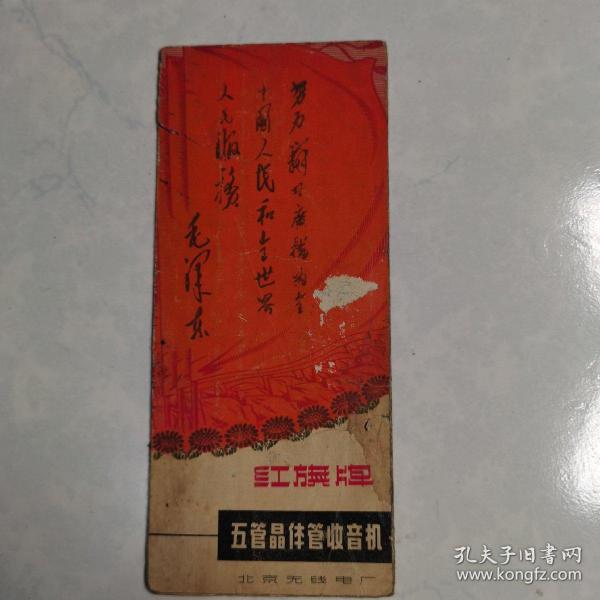 努力办好广播为全
中国人民和全世界
人民服务
毛泽东
红旗牌
五管晶体管收音机
北京无线电厂
孔夫子旧书网
www.kongfz.com